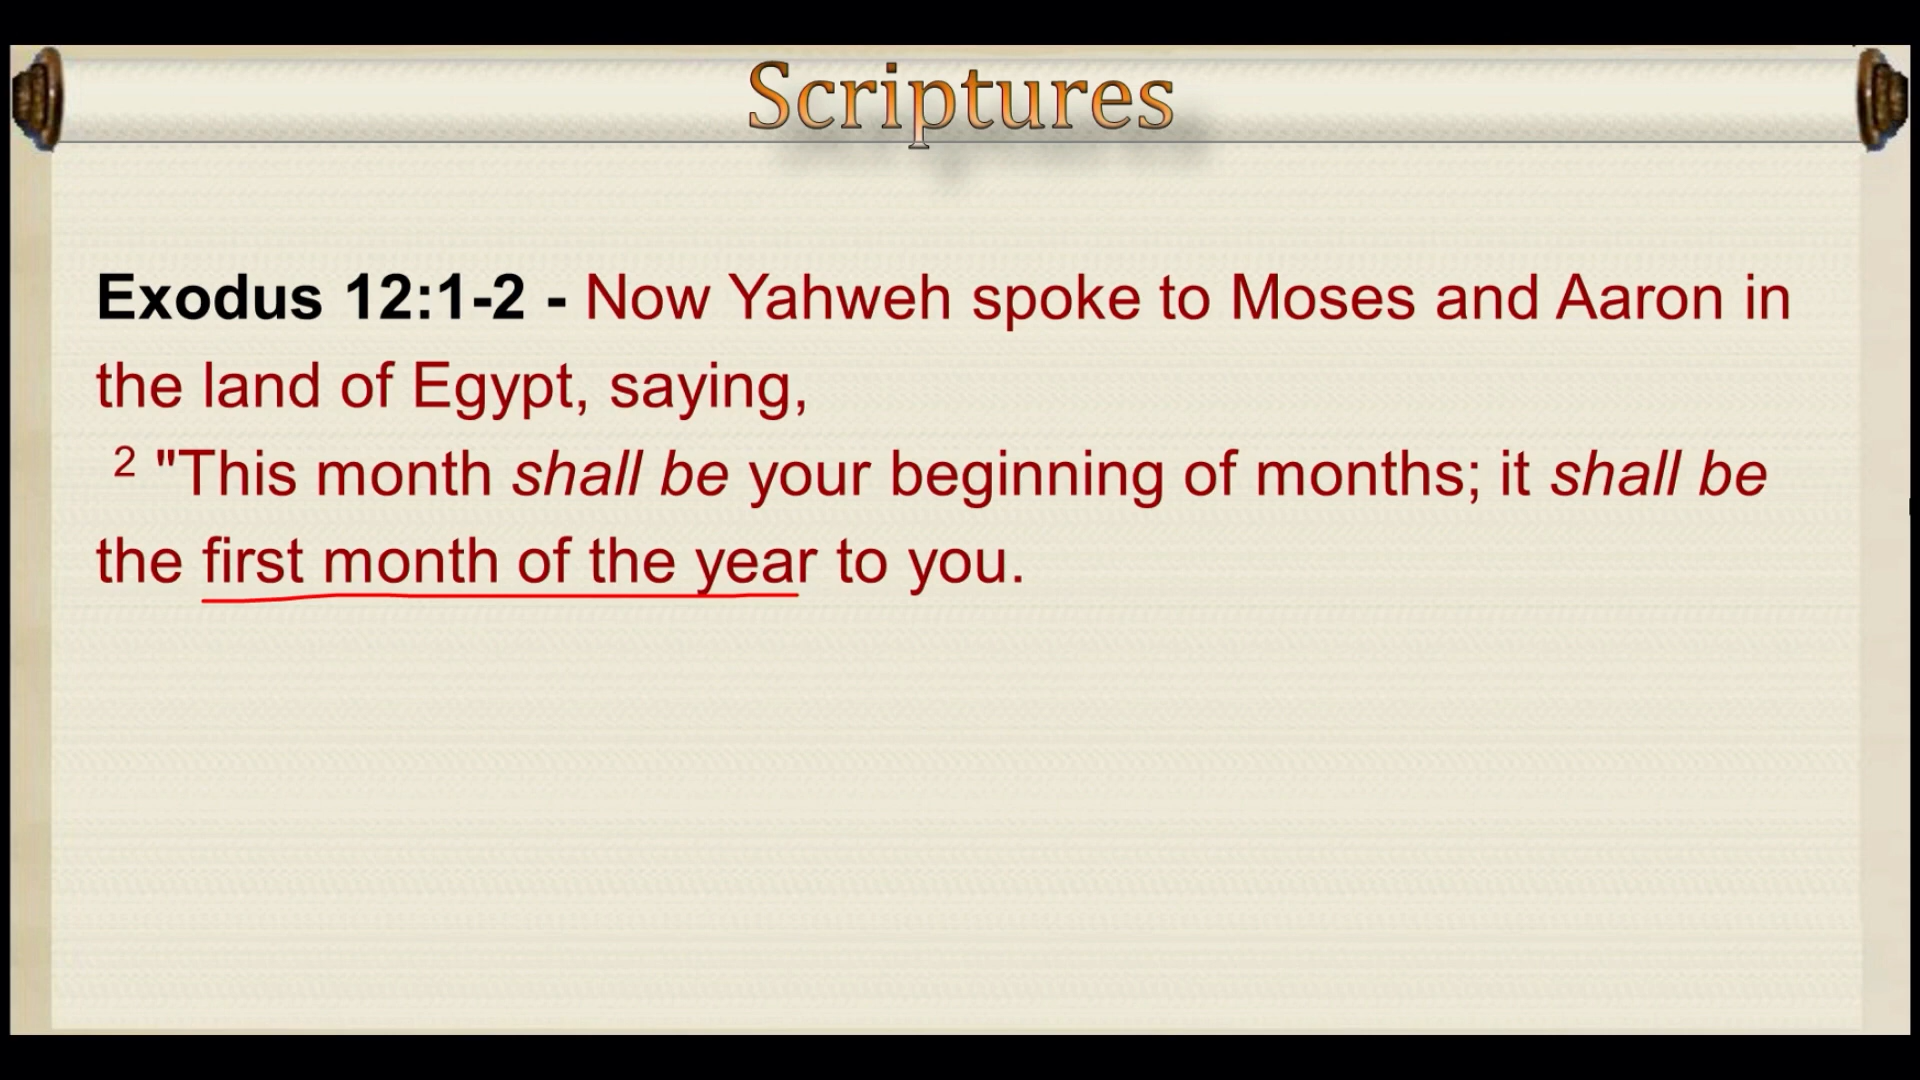 Scriptures
Exodus 12:1-2 - Now Yahweh spoke to Moses and Aaron in
the land of Egypt, saying,
2 "This month shall be your beginning of months; it shall be
the first month of the year to you.